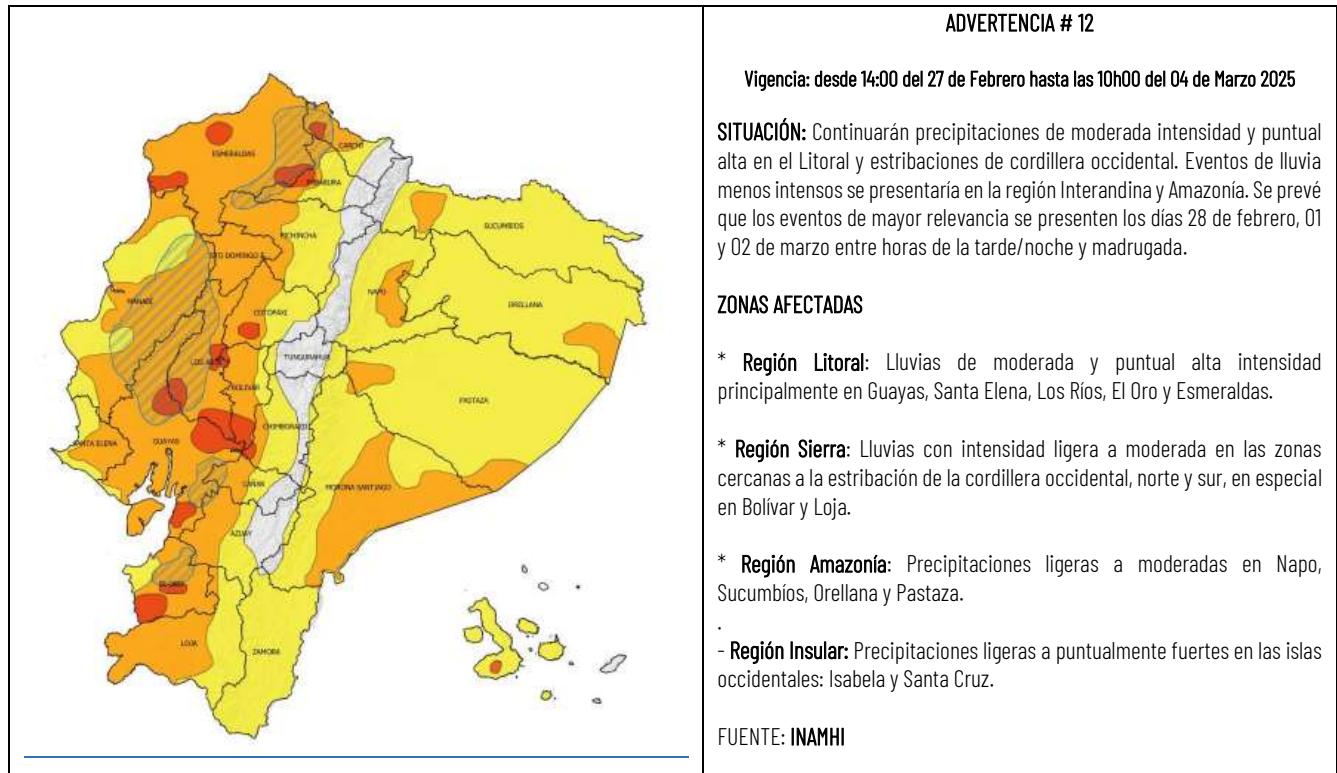 ESMERALDAS
CARCHI
IMBABURA
PICHINCHA
SUCUMBIOS
STO DOMINGO
MANABÍ
NAPO
ORELLANA
COTOPAXI
LOS
TUNGURAHUA
BOLIVAR
PASTAZA
CHIMBORAZO
SANTA ELENA
GUAYAS
CAÑAR
MORONA SANTIAGO
AZUAY
EL ORO
LOJA
ZAMORA
ADVERTENCIA # 12
Vigencia: desde 14:00 del 27 de Febrero hasta las 10h00 del 04 de Marzo 2025
SITUACIÓN: Continuarán precipitaciones de moderada intensidad y puntual
alta en el Litoral y estribaciones de cordillera occidental. Eventos de lluvia
menos intensos se presentaría en la región Interandina y Amazonía. Se prevé
que los eventos de mayor relevancia se presenten los días 28 de febrero, 01
y 02 de marzo entre horas de la tarde/noche y madrugada.
ZONAS AFECTADAS
* Región Litoral: Lluvias de moderada y puntual alta intensidad
principalmente en Guayas, Santa Elena, Los Ríos, El Oro y Esmeraldas.
* Región Sierra: Lluvias con intensidad ligera a moderada en las zonas
cercanas a la estribación de la cordillera occidental, norte y sur, en especial
en Bolívar y Loja.
* Región Amazonía: Precipitaciones ligeras a moderadas en Napo,
Sucumbíos, Orellana y Pastaza.
.
- Región Insular: Precipitaciones ligeras a puntualmente fuertes en las islas
occidentales: Isabela y Santa Cruz.
FUENTE: INAMHI